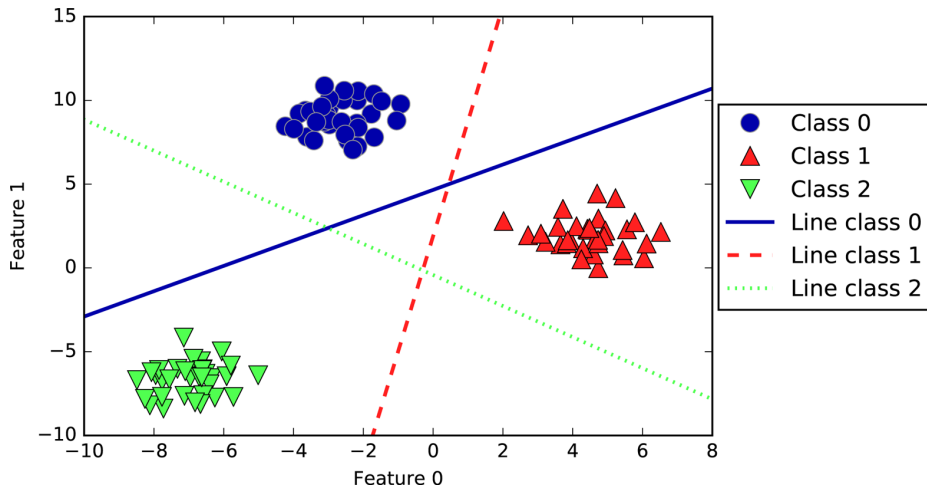 15
10
5
0
−5
−10
Feature 1
−10 −8 −6 −4 −2 0 2 4 6 8
Feature 0
Class 0
Class 1
Class 2
Line class 0
Line class 1
Line class 2